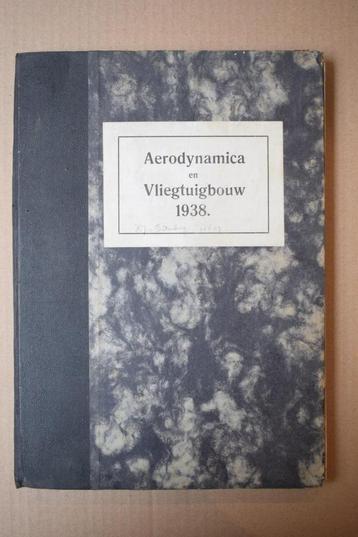 Aerodynamica
en
Vliegtuigbouw
1938.